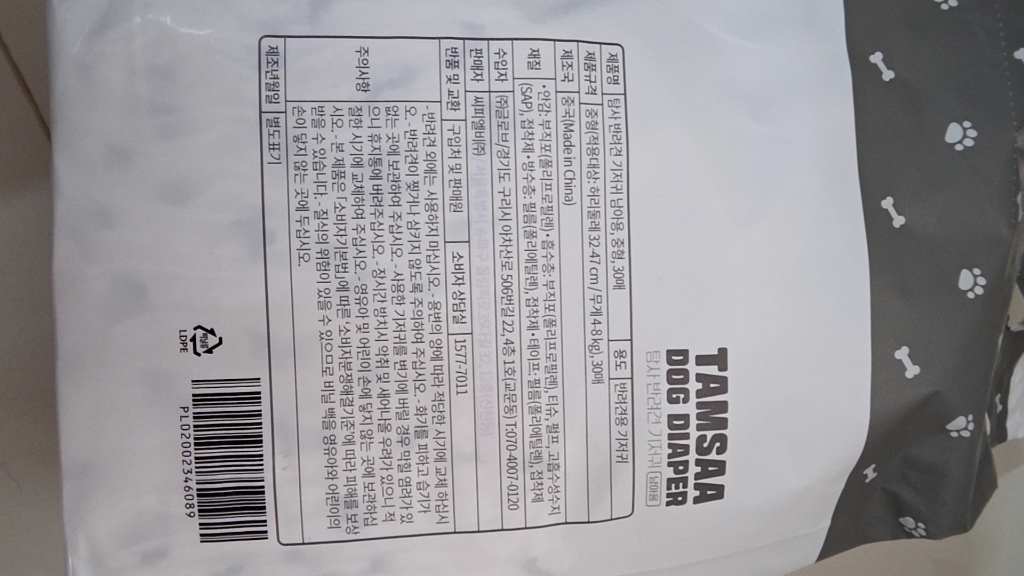 TAMSAA
DOG DIAPER
탐사 반려견 기저귀 남아용
제품명 탐사 반려견 기저귀 남아용, 중형, 30매 용도 반려견용 기저귀
제품규격 중형(적용대상:허리둘레 32-47 cm / 무게 4-8 kg), 30매
제조국 중국(Made in China)
재질 •안감:부직포(폴리프로필렌)•흡수층:부직포(폴리프로필렌), 티슈, 펄프, 고흡수성수지
(SAP), 접착제•방수층:필름(폴리에틸렌), 접착제•테이프:필름(폴리에틸렌), 접착제
수입자 ㈜글로브/경기도 구리시 아차산로506번길 22, 4층 1호(교문동) T.070-4007-0120
판매자 씨피엘비㈜
반품 및 교환 구입처 및 판매원 소비자 상담실 1577-7011
주의사항 - 반려견 외에는 사용하지 마십시오. - 용변의 양에 따라 적당한 시기에 교체 하십시
오. - 반려견이 찢거나 삼키지 않도록 주의하여 주십시오. - 화기를 피하고 습기가
없는 곳에 보관하여 주십시오. - 사용한 기저귀를 변기에 버릴 경우 막힐 염려가 있
으니 휴지통에 버려주십시오. - 장시간 방치시 악취 및 새어나올 우려가 있으니 적
절한 시기에 교체하여 주십시오. - 영유아 및 어린이 손에 닿지 않는 곳에 보관하십
시오. - 본 제품은 「소비자기본법」에 따른 '소비자분쟁해결기준'에 따라 피해를 보상
받을 수 있습니다. - 질식의 위험이 있을 수 있으므로 비닐 백을 영유아와 어린이의
손이 닿지 않는 곳에 두십시오.
제조년월일 별도표기
비닐류
LDPE
PL020002346089